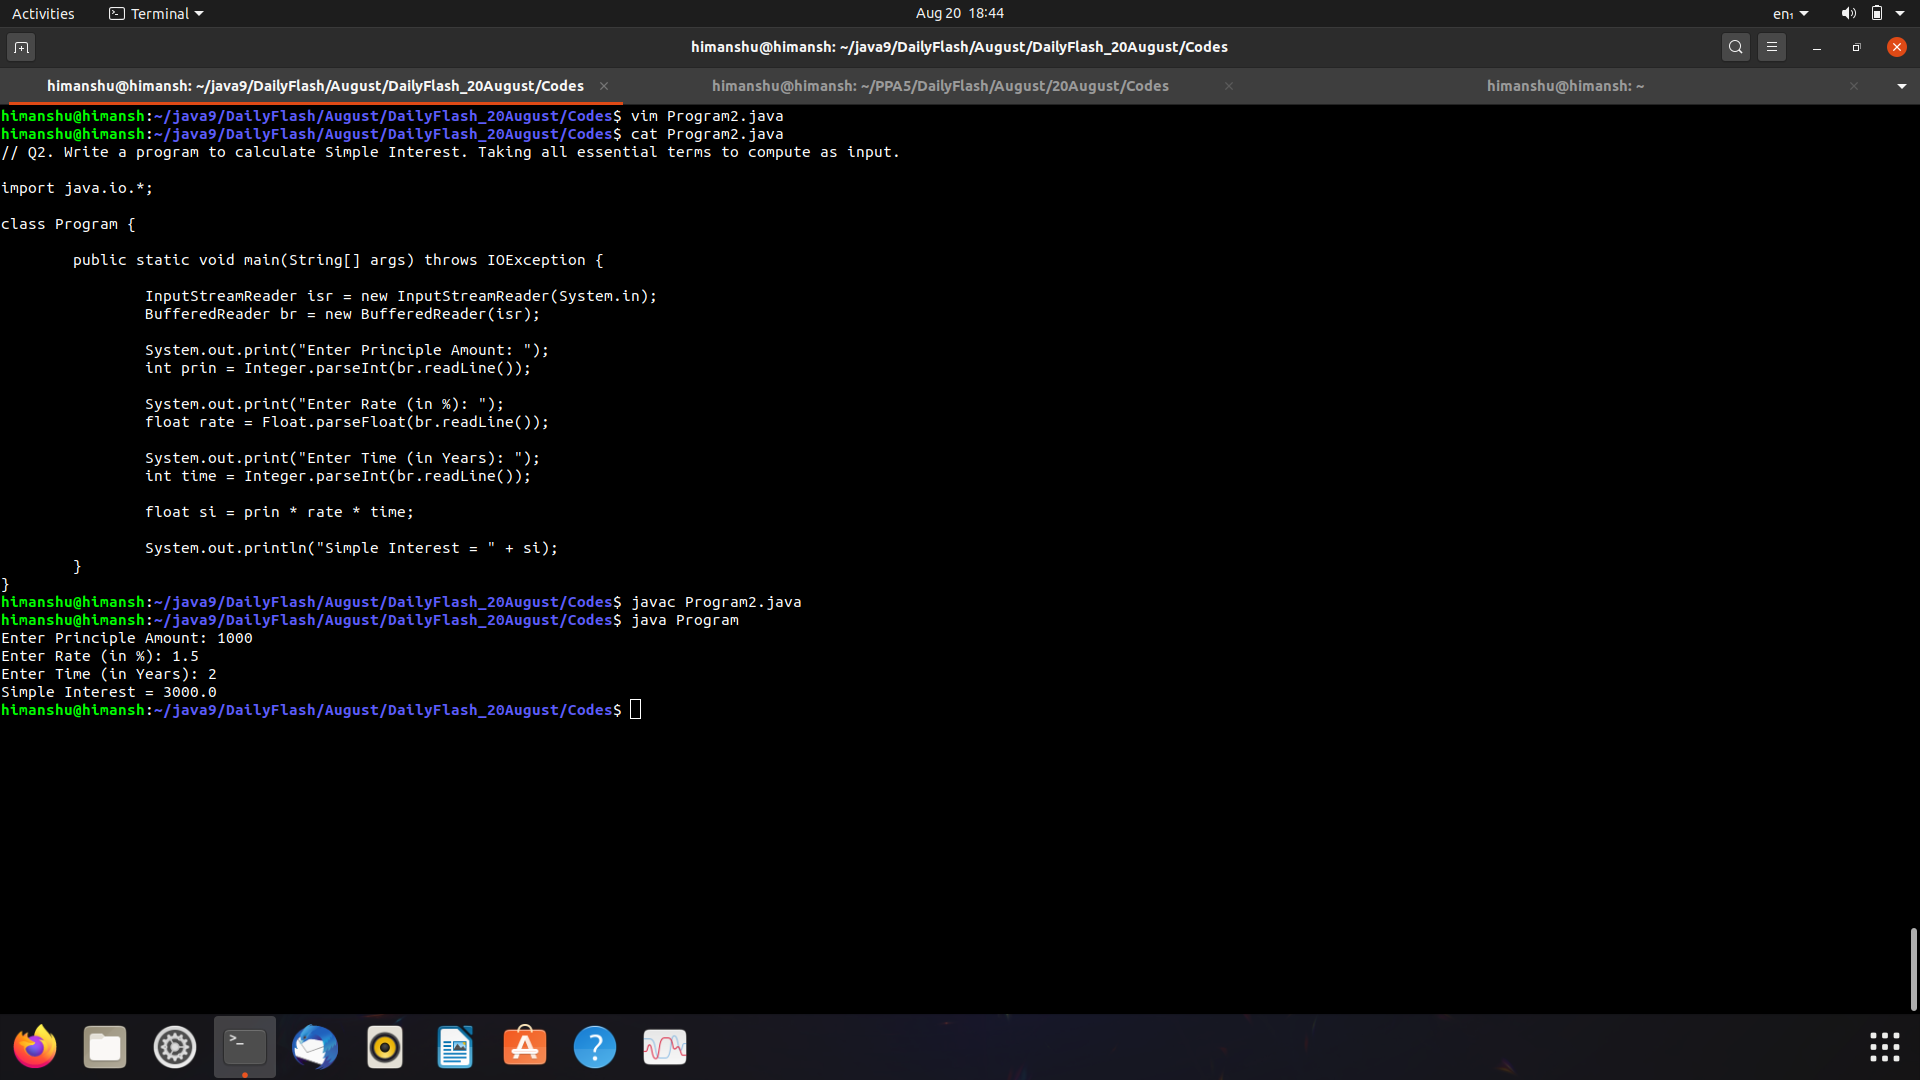 Activities
Terminal
Aug 20 18:44
en₁
himanshu@himansh: ~/java9/DailyFlash/August/DailyFlash_20August/Codes
himanshu@himansh: ~/java9/DailyFlash/August/DailyFlash_20August/Codes
himanshu@himansh: ~/PPA5/DailyFlash/August/20August/Codes
himanshu@himansh: ~
himanshu@himansh:~/java9/DailyFlash/August/DailyFlash_20August/Codes$ vim Program2.java
himanshu@himansh:~/java9/DailyFlash/August/DailyFlash_20August/Codes$ cat Program2.java
// Q2. Write a program to calculate Simple Interest. Taking all essential terms to compute as input.
import java.io.*;
class Program {
public static void main(String[] args) throws IOException {
InputStreamReader isr = new InputStreamReader(System.in);
BufferedReader br = new BufferedReader(isr);
System.out.print("Enter Principle Amount: ");
int prin = Integer.parseInt(br.readLine());
System.out.print("Enter Rate (in %): ");
float rate = Float.parseFloat(br.readLine());
System.out.print("Enter Time (in Years): ");
int time = Integer.parseInt(br.readLine());
float si = prin * rate * time;
System.out.println("Simple Interest = " + si);
}
}
himanshu@himansh:~/java9/DailyFlash/August/DailyFlash_20August/Codes$ javac Program2.java
himanshu@himansh:~/java9/DailyFlash/August/DailyFlash_20August/Codes$ java Program
Enter Principle Amount: 1000
Enter Rate (in %): 1.5
Enter Time (in Years): 2
Simple Interest = 3000.0
himanshu@himansh:~/java9/DailyFlash/August/DailyFlash_20August/Codes$